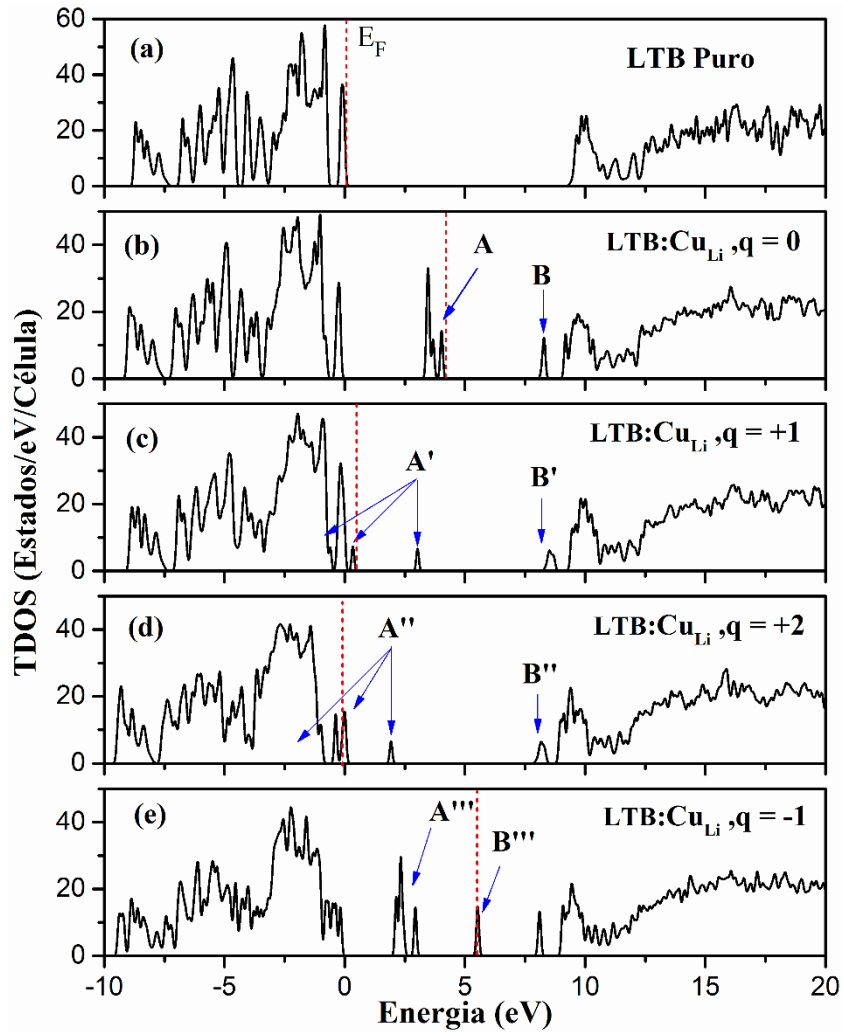 TDOS (Estados/eV/Célula)
60
40
20
0
(a)
E_F
LTB Puro
40
20
0
(b)
A
B
LTB:Cu_Li ,q = 0
40
20
0
(c)
A'
B'
LTB:Cu_Li ,q = +1
40
20
0
(d)
A''
B''
LTB:Cu_Li ,q = +2
40
20
0
(e)
A'''
B'''
LTB:Cu_Li ,q = -1
-10 -5 0 5 10 15 20
Energia (eV)